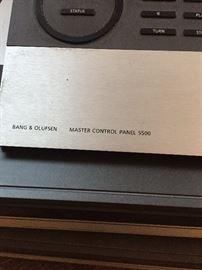 STATUS
TURN
BANG & OLUFSEN MASTER CONTROL PANEL 5500